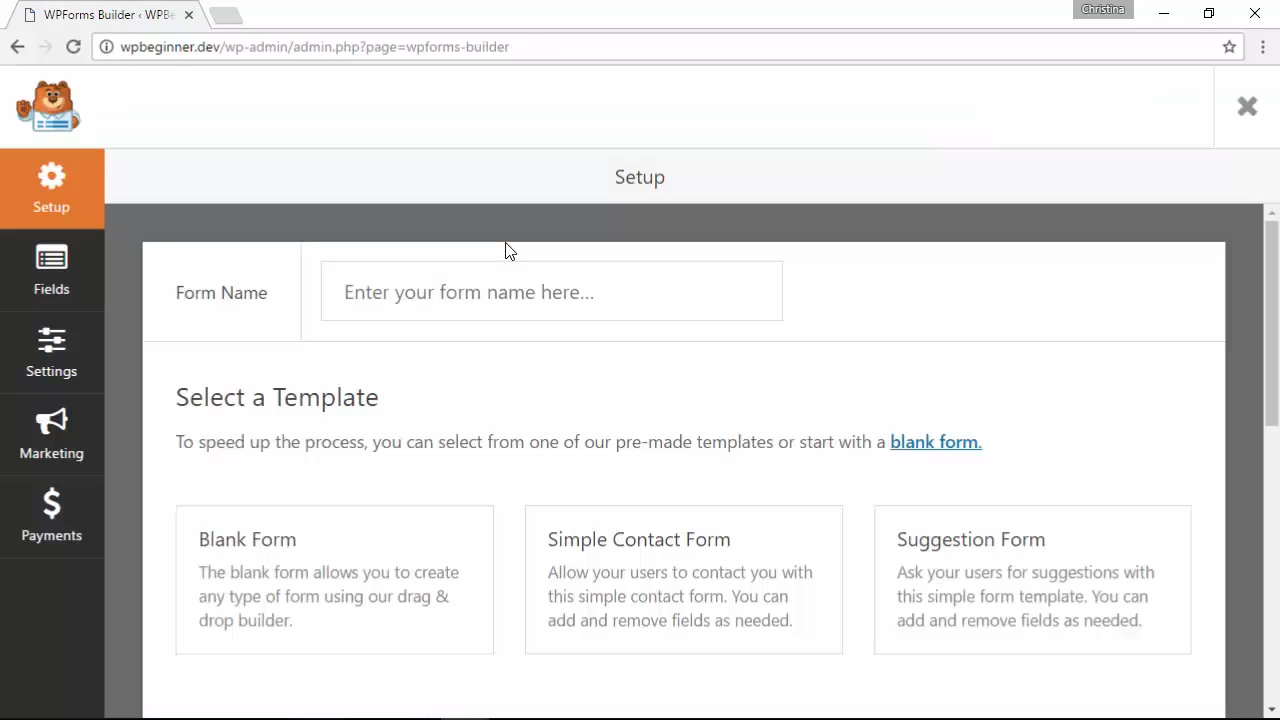 WPForms Builder ‹ WPBe
Christina
wpbeginner.dev/wp-admin/admin.php?page=wpforms-builder
Setup
Setup
Fields
Settings
Marketing
Payments
Form Name
Enter your form name here...
Select a Template
To speed up the process, you can select from one of our pre-made templates or start with a blank form.
Blank Form
The blank form allows you to create
any type of form using our drag &
drop builder.
Simple Contact Form
Allow your users to contact you with
this simple contact form. You can
add and remove fields as needed.
Suggestion Form
Ask your users for suggestions with
this simple form template. You can
add and remove fields as needed.